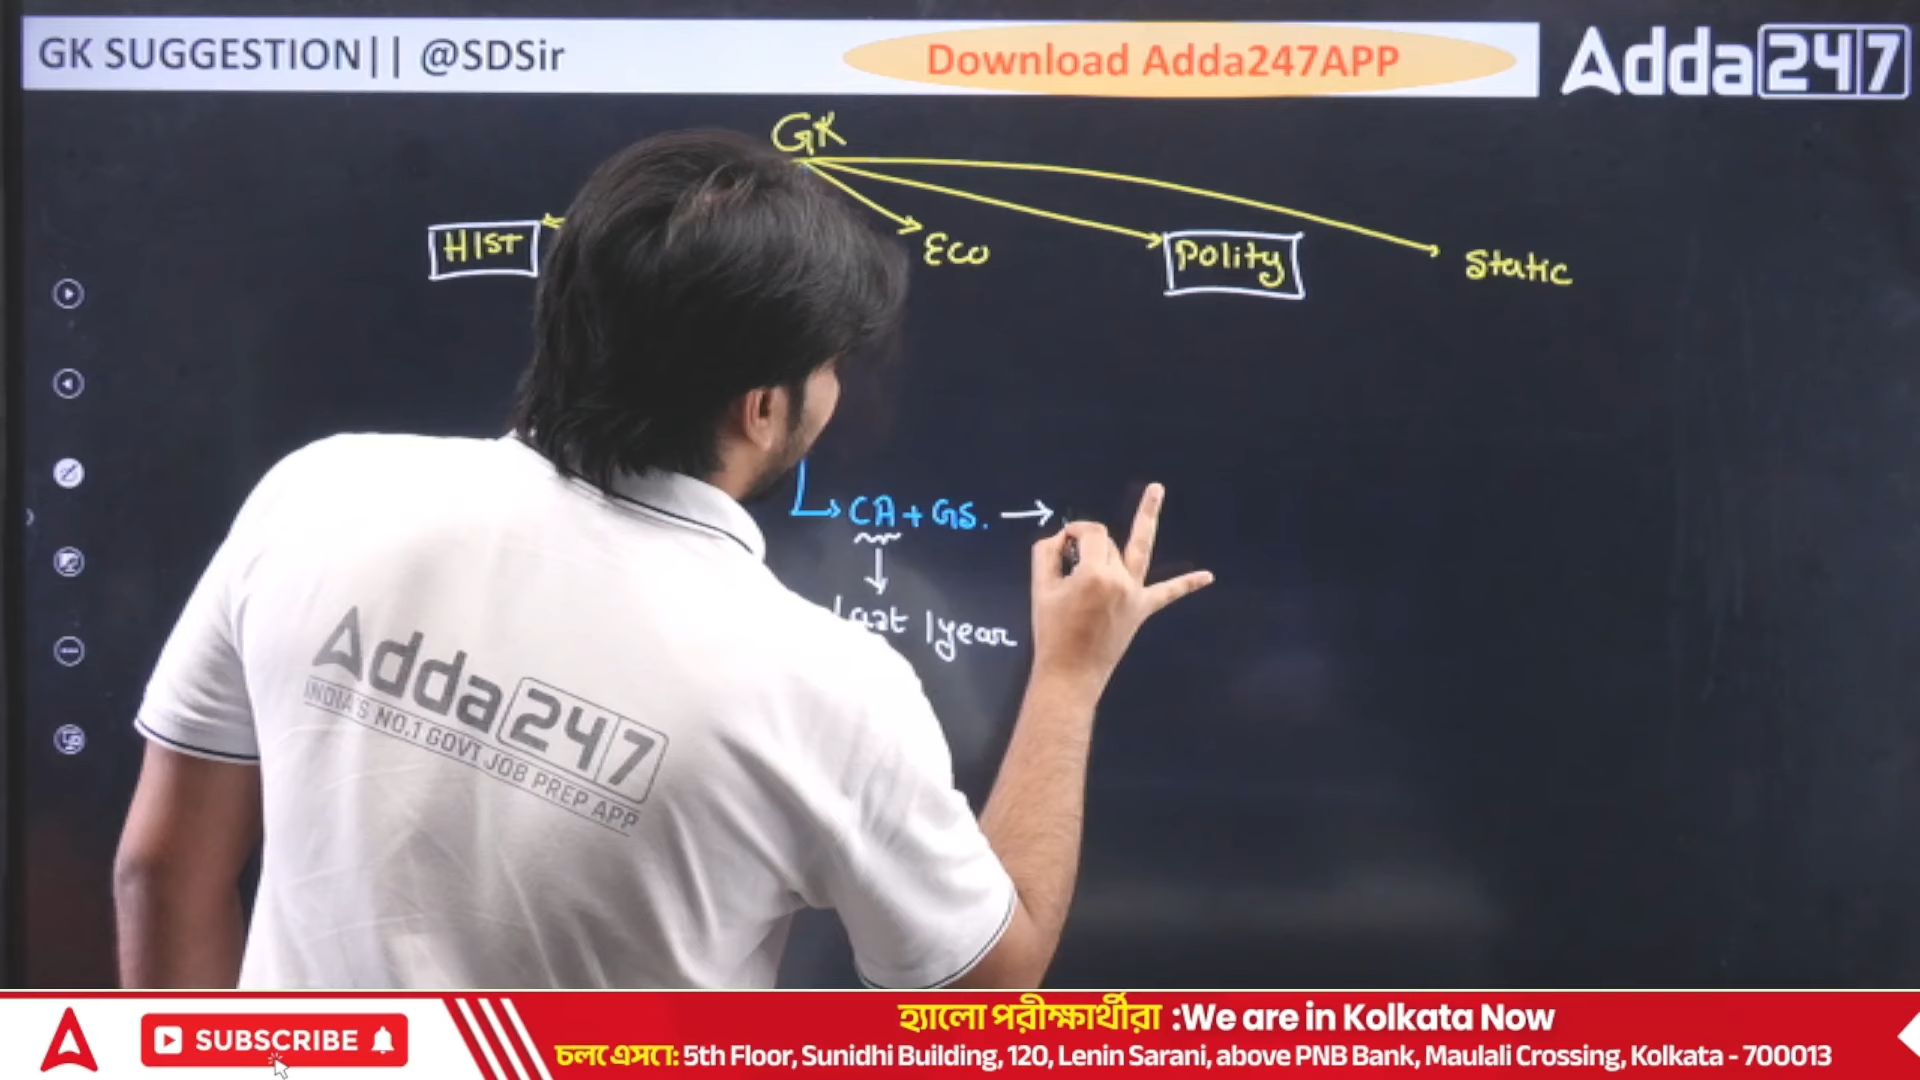 GK SUGGESTION|| @SDSir
Download Adda247APP
Adda247
GK
HIST
Eco
Polity
Static
CA + GS.
Last 1year
Adda247
INDIA'S NO.1 GOVT JOB PREP APP
SUBSCRIBE
হ্যালো পরীক্ষার্থীরা :We are in Kolkata Now
চলে এসো: 5th Floor, Sunidhi Building, 120, Lenin Sarani, above PNB Bank, Maulali Crossing, Kolkata - 700013